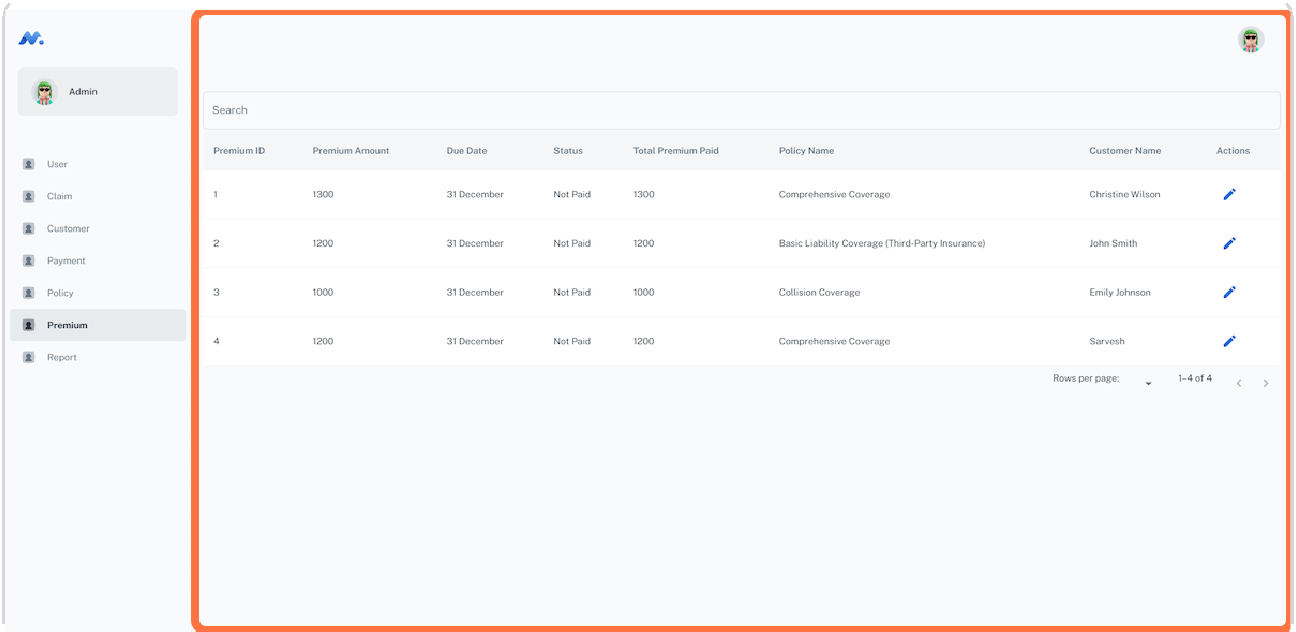 Admin
User
Claim
Customer
Payment
Policy
Premium
Report
Search
Premium ID Premium Amount Due Date Status Total Premium Paid Policy Name Customer Name Actions
1 1300 31 December Not Paid 1300 Comprehensive Coverage Christine Wilson
2 1200 31 December Not Paid 1200 Basic Liability Coverage (Third-Party Insurance) John Smith
3 1000 31 December Not Paid 1000 Collision Coverage Emily Johnson
4 1200 31 December Not Paid 1200 Comprehensive Coverage Sarvesh
Rows per page: 1–4 of 4